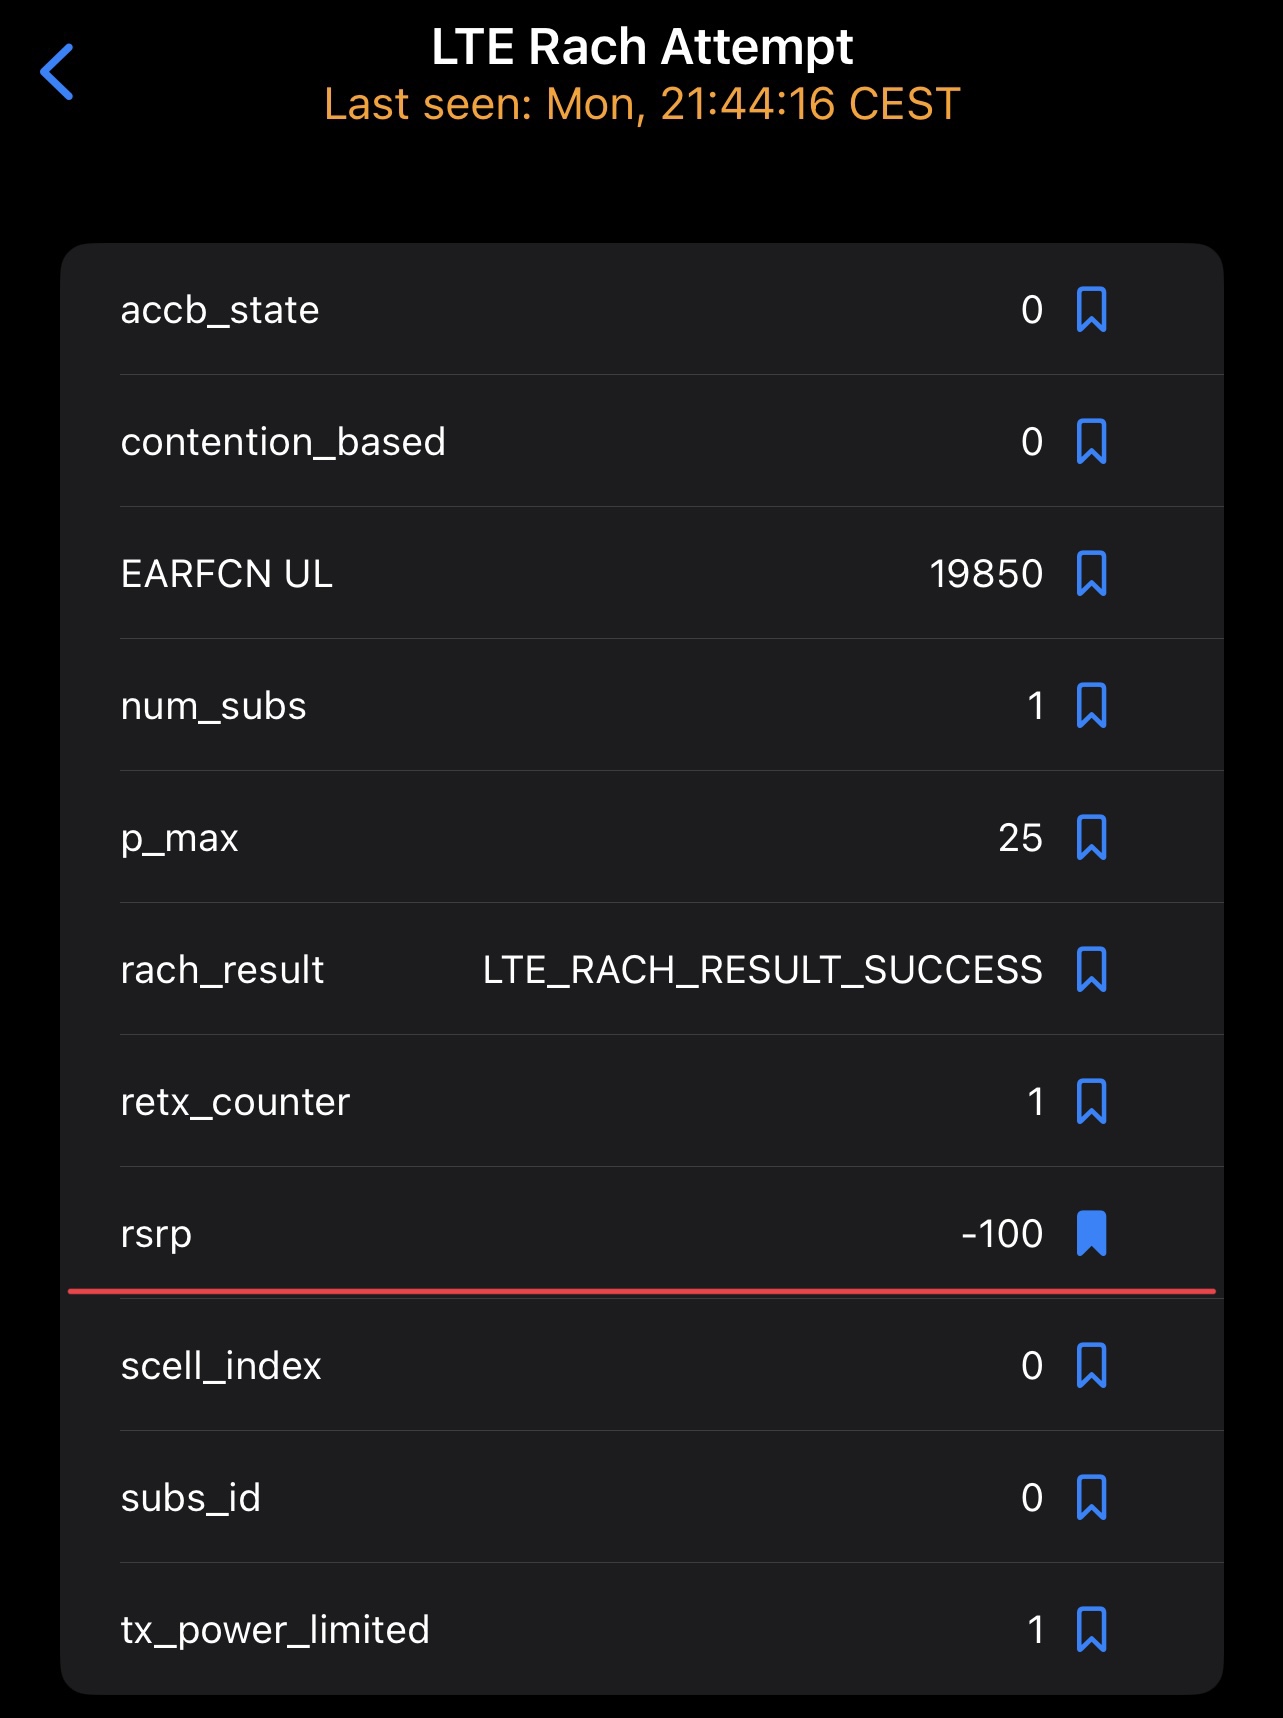 LTE Rach Attempt
Last seen: Mon, 21:44:16 CEST
accb_state 0
contention_based 0
EARFCN UL 19850
num_subs 1
p_max 25
rach_result LTE_RACH_RESULT_SUCCESS
retx_counter 1
rsrp -100
scell_index 0
subs_id 0
tx_power_limited 1